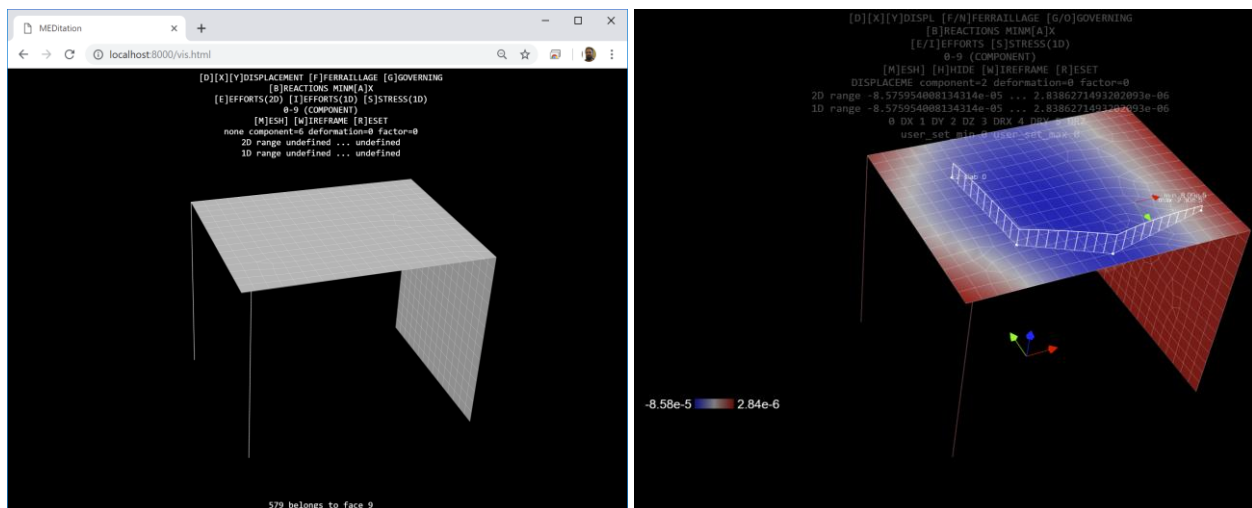 MEDitation
localhost:8000/vis.html
[D][X][Y]DISPLACEMENT [F]FERRAILLAGE [G]GOVERNING
[B]REACTIONS MINM[A]X
[E]EFFORTS(2D) [I]EFFORTS(1D) [S]STRESS(1D)
0-9 (COMPONENT)
[M]ESH] [W]IREFRAME [R]ESET
none component=6 deformation=0 factor=0
2D range undefined ... undefined
1D range undefined ... undefined
579 belongs to face 9
[D][X][Y]DISPL [F/N]FERRAILLAGE [G/O]GOVERNING
[B]REACTIONS MINM[A]X
[E/I]EFFORTS [S]STRESS(1D)
0-9 (COMPONENT)
[M]ESH] [H]HIDE [W]IREFRAME [R]ESET
DISPLACEME component=2 deformation=0 factor=0
2D range -8.575954008134314e-05 ... 2.8386271493202093e-06
1D range -8.575954008134314e-05 ... 2.8386271493202093e-06
0 DX 1 DY 2 DZ 3 DRX 4 DRY 5 DRZ
user_set_min 0 user_set_max 0
-8.58e-5 2.84e-6